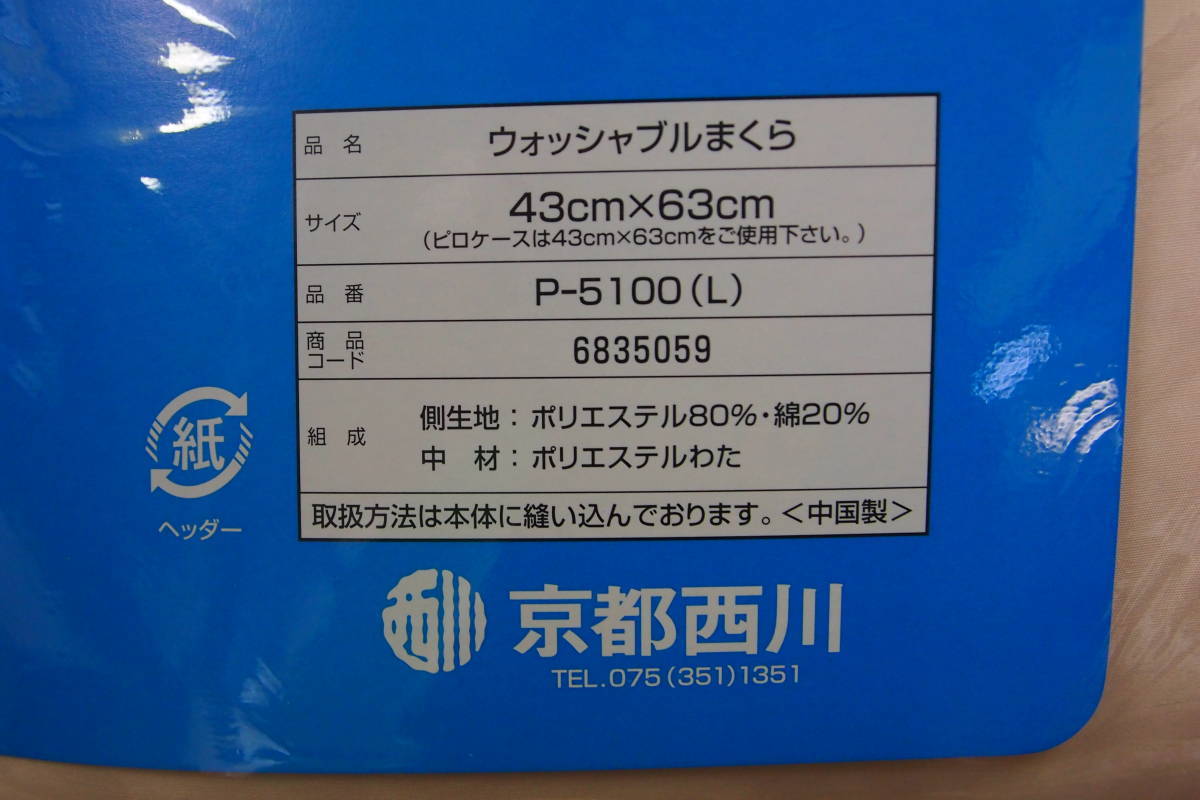 品名 ウォッシャブルまくら
サイズ 43cm×63cm
(ピロケースは43cm×63cmをご使用下さい。)
品番 P-5100(L)
商品
コード 6835059
組成 側生地:ポリエステル80%・綿20%
中材:ポリエステルわた
取扱方法は本体に縫い込んでおります。<中国製>
紙
ヘッダー
西川 京都西川
TEL.075(351)1351